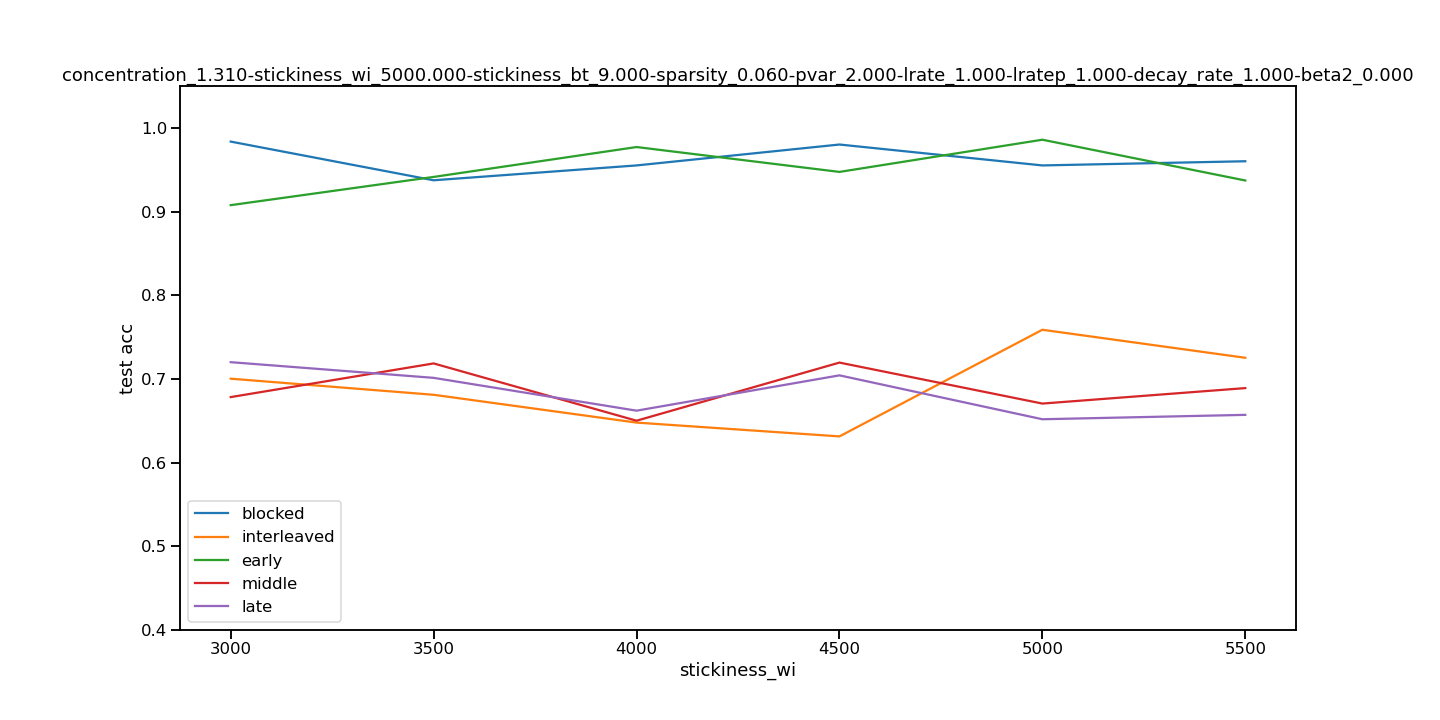 concentration_1.310-stickiness_wi_5000.000-stickiness_bt_9.000-sparsity_0.060-pvar_2.000-lrate_1.000-lratep_1.000-decay_rate_1.000-beta2_0.000
1.0
0.9
0.8
0.7
0.6
0.5
0.4
test acc
blocked
interleaved
early
middle
late
3000 3500 4000 4500 5000 5500
stickiness_wi